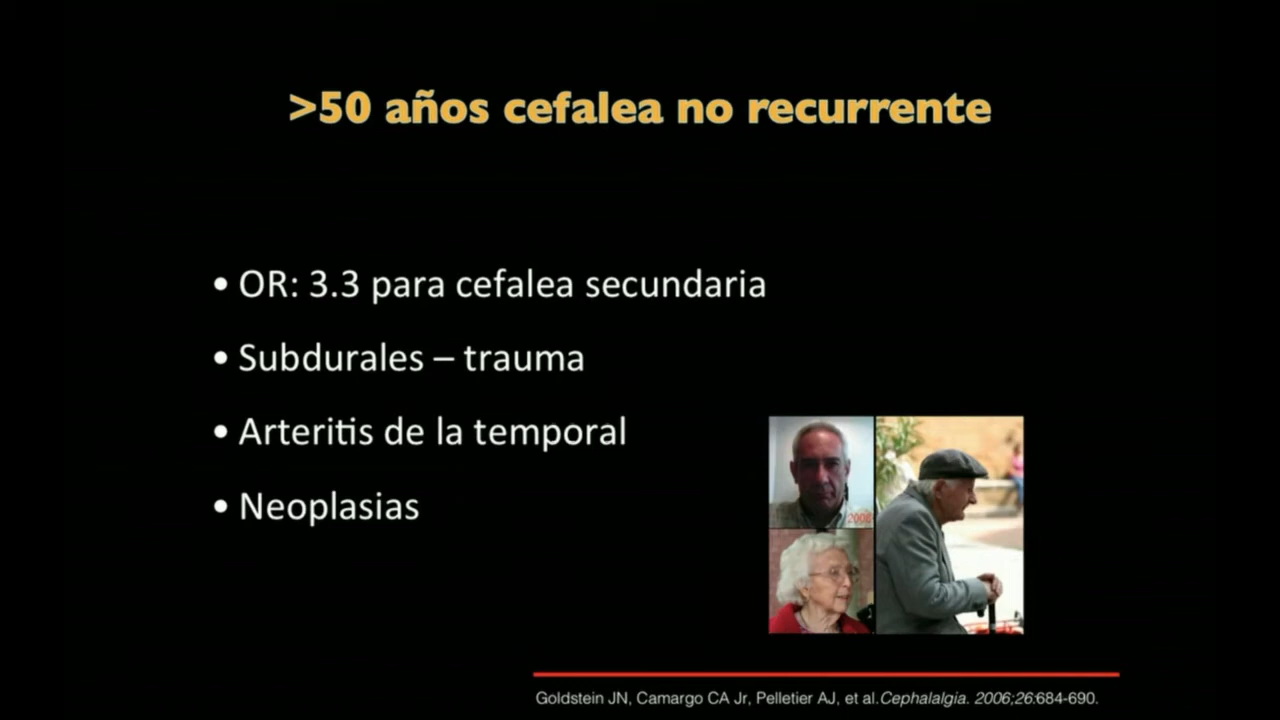 >50 años cefalea no recurrente
• OR: 3.3 para cefalea secundaria
• Subdurales – trauma
• Arteritis de la temporal
• Neoplasias
2008
Goldstein JN, Camargo CA Jr, Pelletier AJ, et al.Cephalalgia. 2006;26:684-690.